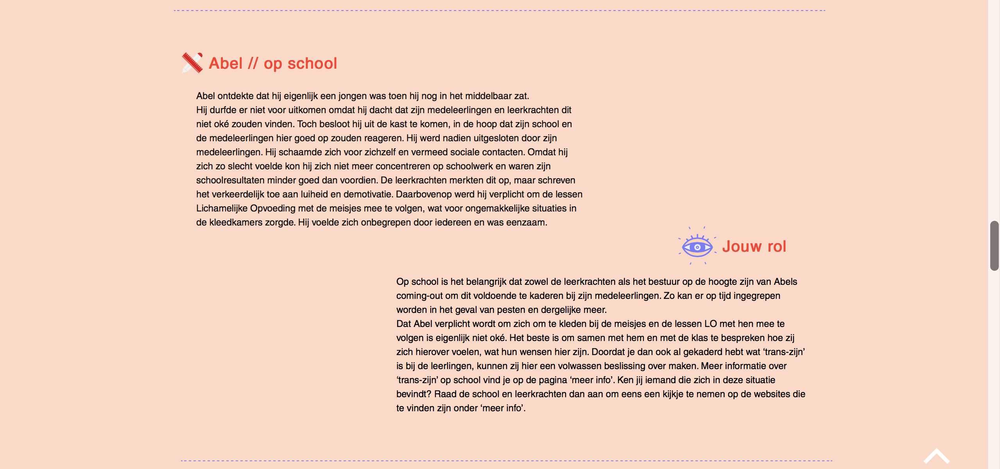 Abel // op school
Abel ontdekte dat hij eigenlijk een jongen was toen hij nog in het middelbaar zat.
Hij durfde er niet voor uitkomen omdat hij dacht dat zijn medeleerlingen en leerkrachten dit
niet oké zouden vinden. Toch besloot hij uit de kast te komen, in de hoop dat zijn school en
de medeleerlingen hier goed op zouden reageren. Hij werd nadien uitgesloten door zijn
medeleerlingen. Hij schaamde zich voor zichzelf en vermeed sociale contacten. Omdat hij
zich zo slecht voelde kon hij zich niet meer concentreren op schoolwerk en waren zijn
schoolresultaten minder goed dan voordien. De leerkrachten merkten dit op, maar schreven
het verkeerdelijk toe aan luiheid en demotivatie. Daarbovenop werd hij verplicht om de lessen
Lichamelijke Opvoeding met de meisjes mee te volgen, wat voor ongemakkelijke situaties in
de kleedkamers zorgde. Hij voelde zich onbegrepen door iedereen en was eenzaam.
Jouw rol
Op school is het belangrijk dat zowel de leerkrachten als het bestuur op de hoogte zijn van Abels
coming-out om dit voldoende te kaderen bij zijn medeleerlingen. Zo kan er op tijd ingegrepen
worden in het geval van pesten en dergelijke meer.
Dat Abel verplicht wordt om zich om te kleden bij de meisjes en de lessen LO met hen mee te
volgen is eigenlijk niet oké. Het beste is om samen met hem en met de klas te bespreken hoe zij
zich hierover voelen, wat hun wensen hier zijn. Doordat je dan ook al gekaderd hebt wat ‘trans-zijn’
is bij de leerlingen, kunnen zij hier een volwassen beslissing over maken. Meer informatie over
‘trans-zijn’ op school vind je op de pagina ‘meer info’. Ken jij iemand die zich in deze situatie
bevindt? Raad de school en leerkrachten dan aan om eens een kijkje te nemen op de websites die
te vinden zijn onder ‘meer info’.